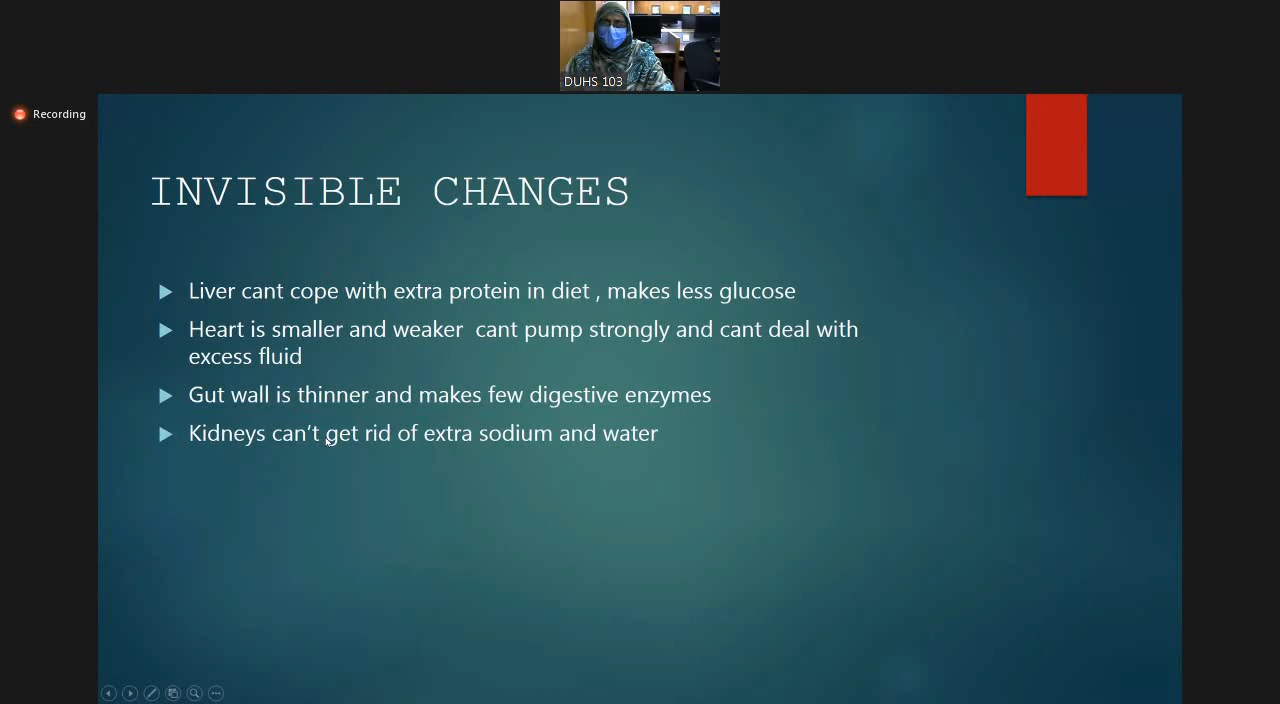 DUHS 103
Recording
INVISIBLE CHANGES
Liver cant cope with extra protein in diet , makes less glucose
Heart is smaller and weaker  cant pump strongly and cant deal with
excess fluid
Gut wall is thinner and makes few digestive enzymes
Kidneys can’t get rid of extra sodium and water